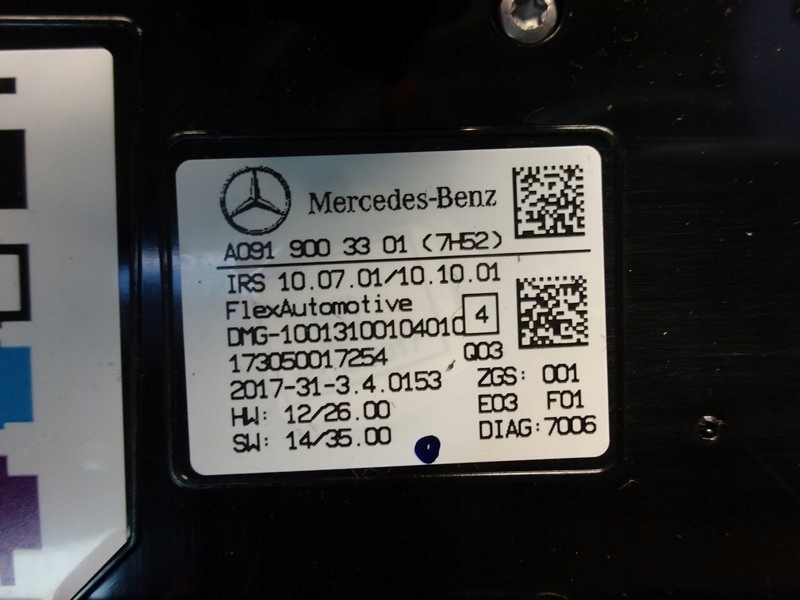 Mercedes-Benz
A091 900 33 01 (7H52)
IRS 10.07.01/10.10.01
FlexAutomotive
DMG-10013100104010 4
173050017254 Q03
2017-31-3.4.0153 ZGS: 001
HW: 12/26.00 E03 F01
SW: 14/35.00 DIAG:7006